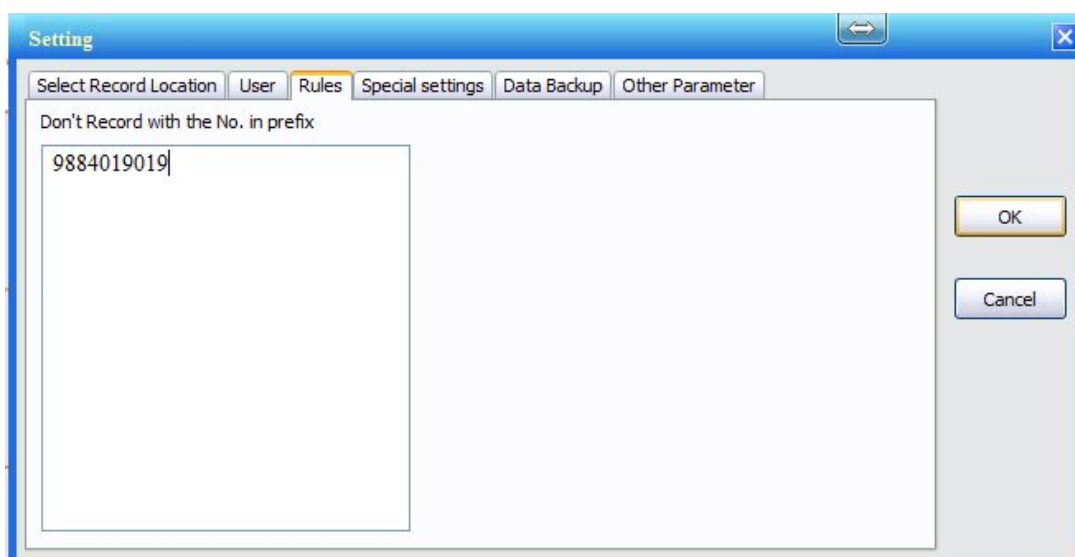 Setting
Select Record Location User Rules Special settings Data Backup Other Parameter
Don't Record with the No. in prefix
9884019019
OK
Cancel